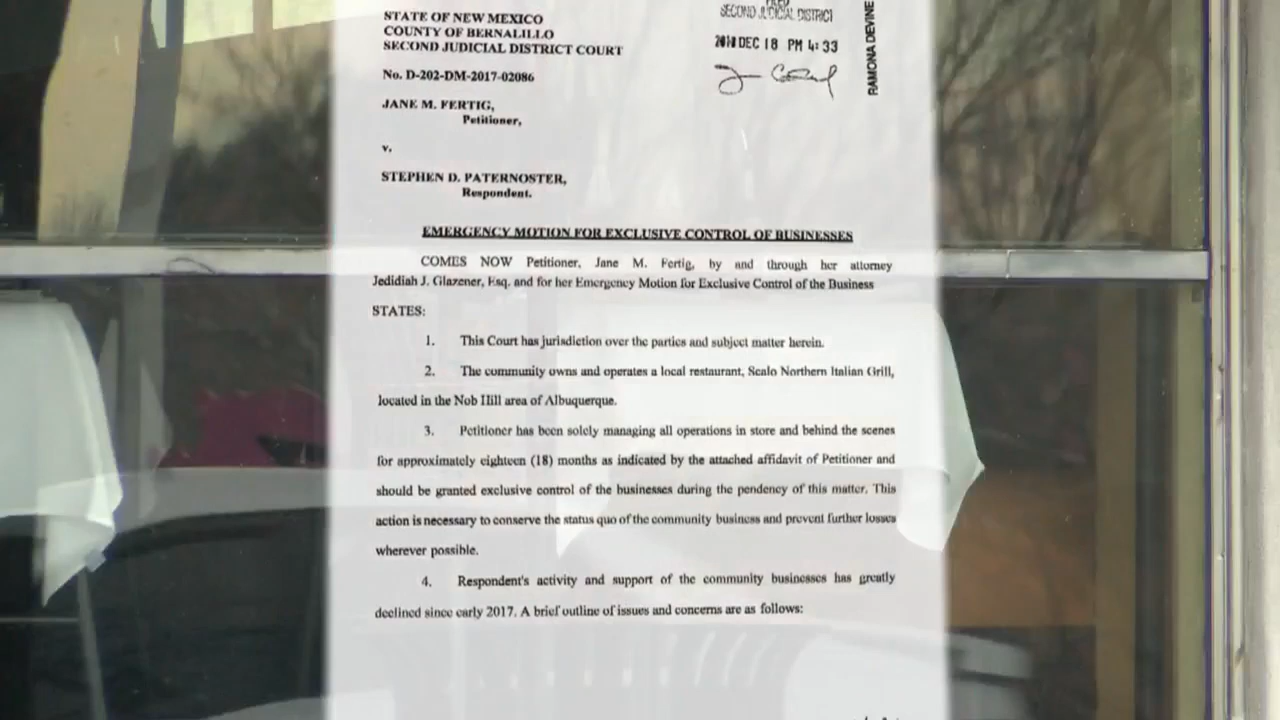 STATE OF NEW MEXICO
COUNTY OF BERNALILLO
SECOND JUDICIAL DISTRICT COURT
No. D-202-DM-2017-02086
JANE M. FERTIG,
Petitioner,
v.
STEPHEN D. PATERNOSTER,
Respondent.
FILED
SECOND JUDICIAL DISTRICT
DEC 18 PM 4:33
RAMONA DEVINE
EMERGENCY MOTION FOR EXCLUSIVE CONTROL OF BUSINESSES
COMES NOW Petitioner, Jane M. Fertig, by and through her attorney
Jedidiah J. Glazener, Esq. and for her Emergency Motion for Exclusive Control of the Business
STATES:
1. This Court has jurisdiction over the parties and subject matter herein.
2. The community owns and operates a local restaurant, Scalo Northern Italian Grill,
located in the Nob Hill area of Albuquerque.
3. Petitioner has been solely managing all operations in store and behind the scenes
for approximately eighteen (18) months as indicated by the attached affidavit of Petitioner and
should be granted exclusive control of the businesses during the pendency of this matter. This
action is necessary to conserve the status quo of the community business and prevent further losses
wherever possible.
4. Respondent's activity and support of the community businesses has greatly
declined since early 2017. A brief outline of issues and concerns are as follows: